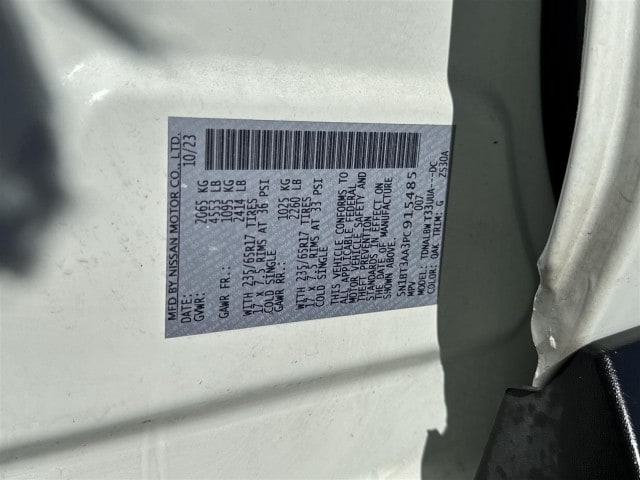 MFD BY NISSAN MOTOR CO., LTD.
DATE: 10/23
GVWR: 2065 KG
4553 LB
GAWR FR.: 1095 KG
2414 LB
WITH 235/65R17 TIRES
17 X 7.5 RIMS AT 36 PSI
COLD SINGLE
GAWR RR.: 1025 KG
2260 LB
WITH 235/65R17 TIRES
17 X 7.5 RIMS AT 33 PSI
COLD SINGLE
THIS VEHICLE CONFORMS TO
ALL APPLICABLE FEDERAL
MOTOR VEHICLE SAFETY AND
THEFT PREVENTION
STANDARDS IN EFFECT ON
THE DATE OF MANUFACTURE
SHOWN ABOVE.
5N1BT3AA3PC915485
MPV 007
MODEL: TDNALBW T33UUA---DC
COLOR: QAK TRIM: G
Z530A